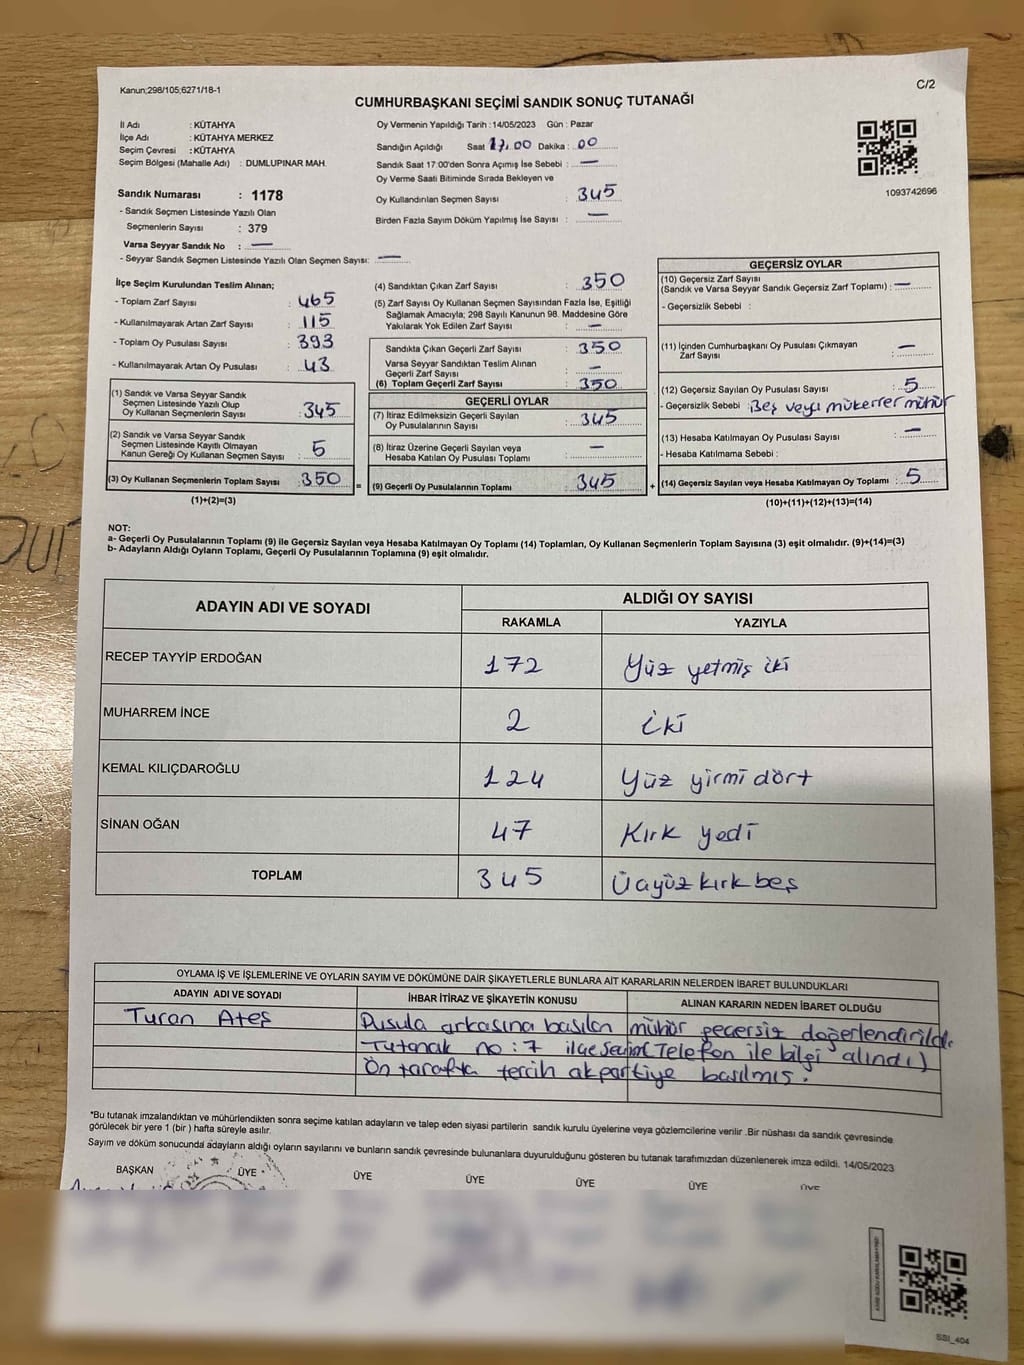 Kanun;298/105;6271/18-1
C/2
CUMHURBAŞKANI SEÇİMİ SANDIK SONUÇ TUTANAĞI
İl Adı : KÜTAHYA
İlçe Adı : KÜTAHYA MERKEZ
Seçim Çevresi : KÜTAHYA
Seçim Bölgesi (Mahalle Adı) : DUMLUPINAR MAH.
Sandık Numarası : 1178
- Sandık Seçmen Listesinde Yazılı Olan
Seçmenlerin Sayısı : 379
Varsa Seyyar Sandık No : —
- Seyyar Sandık Seçmen Listesinde Yazılı Olan Seçmen Sayısı: —
Oy Vermenin Yapıldığı Tarih : 14/05/2023 Gün : Pazar
Sandığın Açıldığı Saat 17.00 Dakika : 00
Sandık Saat 17:00'den Sonra Açımış İse Sebebi : —
Oy Verme Saati Bitiminde Sırada Bekleyen ve
Oy Kullandırılan Seçmen Sayısı : 345
Birden Fazla Sayım Döküm Yapılmış İse Sayısı : —
1093742696
İlçe Seçim Kurulundan Teslim Alınan;
- Toplam Zarf Sayısı : 465
- Kullanılmayarak Artan Zarf Sayısı : 115
- Toplam Oy Pusulası Sayısı : 393
- Kullanılmayarak Artan Oy Pusulası : 43
(1) Sandık ve Varsa Seyyar Sandık
Seçmen Listesinde Yazılı Olup
Oy Kullanan Seçmenlerin Sayısı : 345
(2) Sandık ve Varsa Seyyar Sandık
Seçmen Listesinde Kayıtlı Olmayan
Kanun Gereği Oy Kullanan Seçmen Sayısı : 5
(3) Oy Kullanan Seçmenlerin Toplam Sayısı : 350
(1)+(2)=(3)
(4) Sandıktan Çıkan Zarf Sayısı : 350
(5) Zarf Sayısı Oy Kullanan Seçmen Sayısından Fazla İse, Eşitliği
Sağlamak Amacıyla; 298 Sayılı Kanunun 98. Maddesine Göre
Yakılarak Yok Edilen Zarf Sayısı : —
Sandıkta Çıkan Geçerli Zarf Sayısı : 350
Varsa Seyyar Sandıktan Teslim Alınan
Geçerli Zarf Sayısı : —
(6) Toplam Geçerli Zarf Sayısı : 350
GEÇERLİ OYLAR
(7) İtiraz Edilmeksizin Geçerli Sayılan
Oy Pusulalarının Sayısı : 345
(8) İtiraz Üzerine Geçerli Sayılan veya
Hesaba Katılan Oy Pusulası Toplamı : —
= (9) Geçerli Oy Pusulalarının Toplamı : 345
GEÇERSİZ OYLAR
(10) Geçersiz Zarf Sayısı
(Sandık ve Varsa Seyyar Sandık Geçersiz Zarf Toplamı) : —
- Geçersizlik Sebebi :
(11) İçinden Cumhurbaşkanı Oy Pusulası Çıkmayan
Zarf Sayısı : —
(12) Geçersiz Sayılan Oy Pusulası Sayısı : 5
- Geçersizlik Sebebi : Beş veya mükerrer mühür
(13) Hesaba Katılmayan Oy Pusulası Sayısı : —
- Hesaba Katılmama Sebebi :
+ (14) Geçersiz Sayılan veya Hesaba Katılmayan Oy Toplamı : 5
(10)+(11)+(12)+(13)=(14)
NOT:
a- Geçerli Oy Pusulalarının Toplamı (9) ile Geçersiz Sayılan veya Hesaba Katılmayan Oy Toplamı (14) Toplamları, Oy Kullanan Seçmenlerin Toplam Sayısına (3) eşit olmalıdır. (9)+(14)=(3)
b- Adayların Aldığı Oyların Toplamı, Geçerli Oy Pusulalarının Toplamına (9) eşit olmalıdır.
ADAYIN ADI VE SOYADI
ALDIĞI OY SAYISI
RAKAMLA YAZIYLA
RECEP TAYYİP ERDOĞAN 172 Yüz yetmiş iki
MUHARREM İNCE 2 İki
KEMAL KILIÇDAROĞLU 124 Yüz yirmi dört
SİNAN OĞAN 47 Kırk yedi
TOPLAM 345 Üçyüz kırk beş
OYLAMA İŞ VE İŞLEMLERİNE VE OYLARIN SAYIM VE DÖKÜMÜNE DAİR ŞİKAYETLERLE BUNLARA AİT KARARLARIN NELERDEN İBARET BULUNDUKLARI
ADAYIN ADI VE SOYADI İHBAR İTİRAZ VE ŞİKAYETİN KONUSU ALINAN KARARIN NEDEN İBARET OLDUĞU
Turan Ateş Pusula arkasına basılan mühür geçersiz değerlendirildi.
Tutanak no : 7 ilçe seçim (Telefon ile bilgi alındı)
Ön tarafta tercih akpartiye basılmış.
*Bu tutanak imzalandıktan ve mühürlendikten sonra seçime katılan adayların ve talep eden siyasi partilerin sandık kurulu üyelerine veya gözlemcilerine verilir .Bir nüshası da sandık çevresinde
görülecek bir yere 1 (bir ) hafta süreyle asılır.
Sayım ve döküm sonucunda adayların aldığı oyların sayılarını ve bunların sandık çevresinde bulunanlara duyurulduğunu gösteren bu tutanak tarafımızdan düzenlenerek imza edildi. 14/05/2023
BAŞKAN ÜYE ÜYE ÜYE ÜYE ÜYE ÜYE
SSI_404